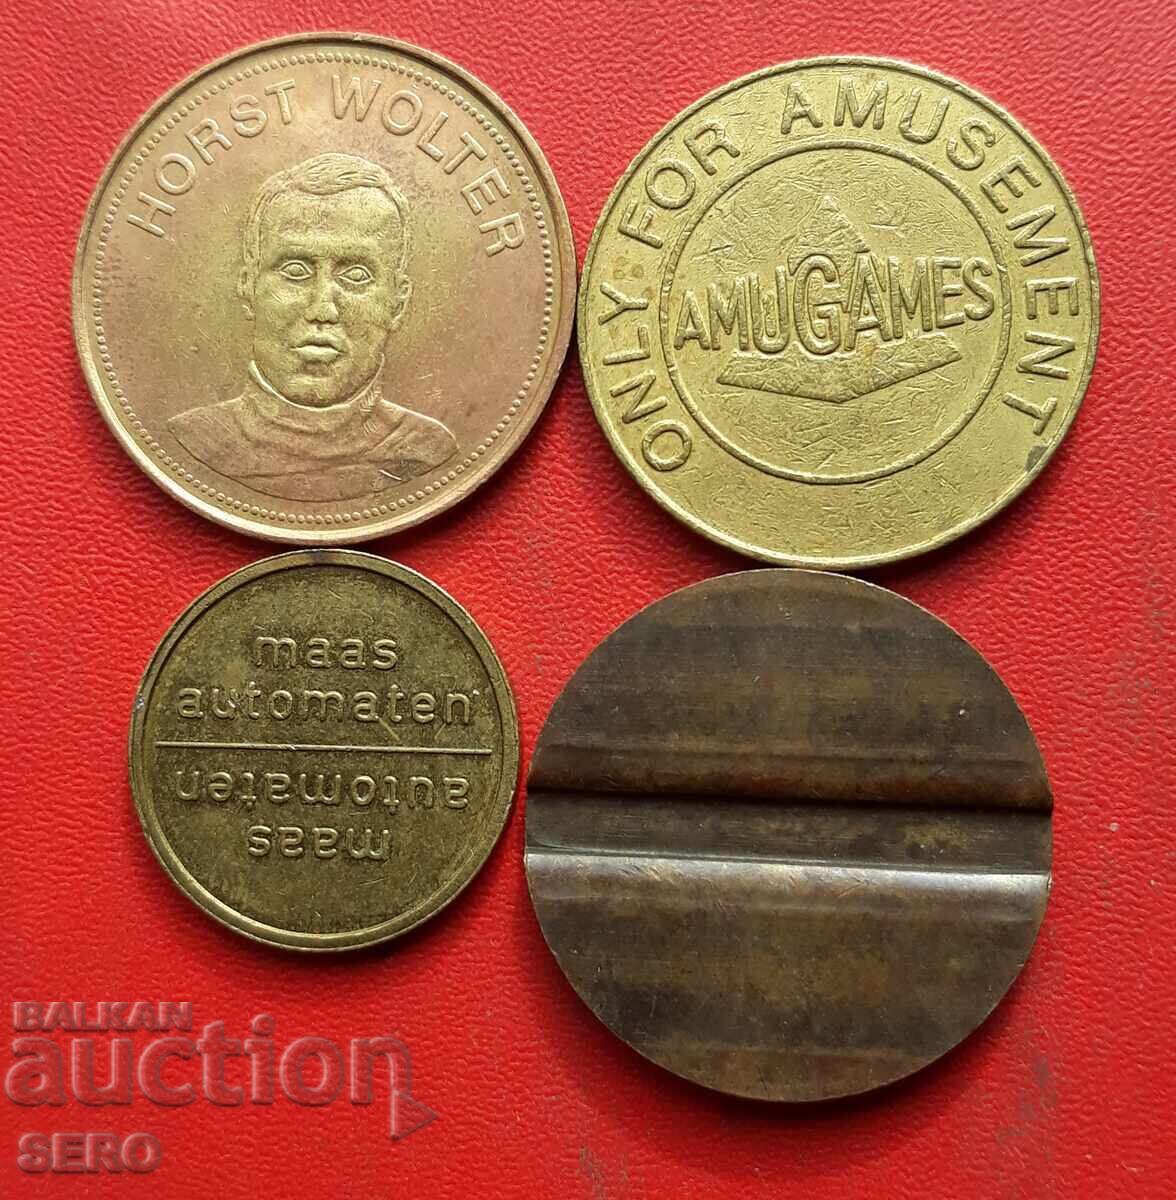 HORST WOLTER
ONLY FOR AMUSEMENT
AMUGAMES
maas
automaten
automaten
maas
BALKAN
auction
SERO